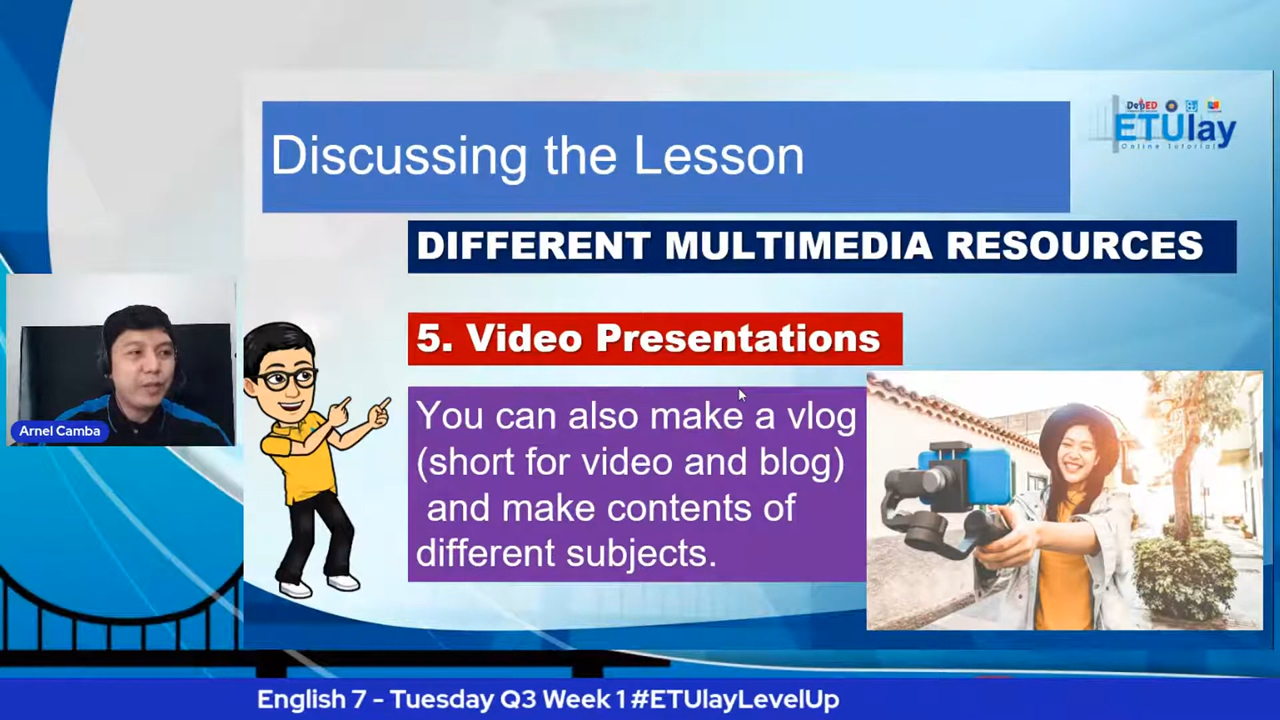 Discussing the Lesson
DepED
ETUlay
Online Tutorial
DIFFERENT MULTIMEDIA RESOURCES
5. Video Presentations
You can also make a vlog
(short for video and blog)
and make contents of
different subjects.
Arnel Camba
English 7 - Tuesday Q3 Week 1 #ETUlayLevelUp